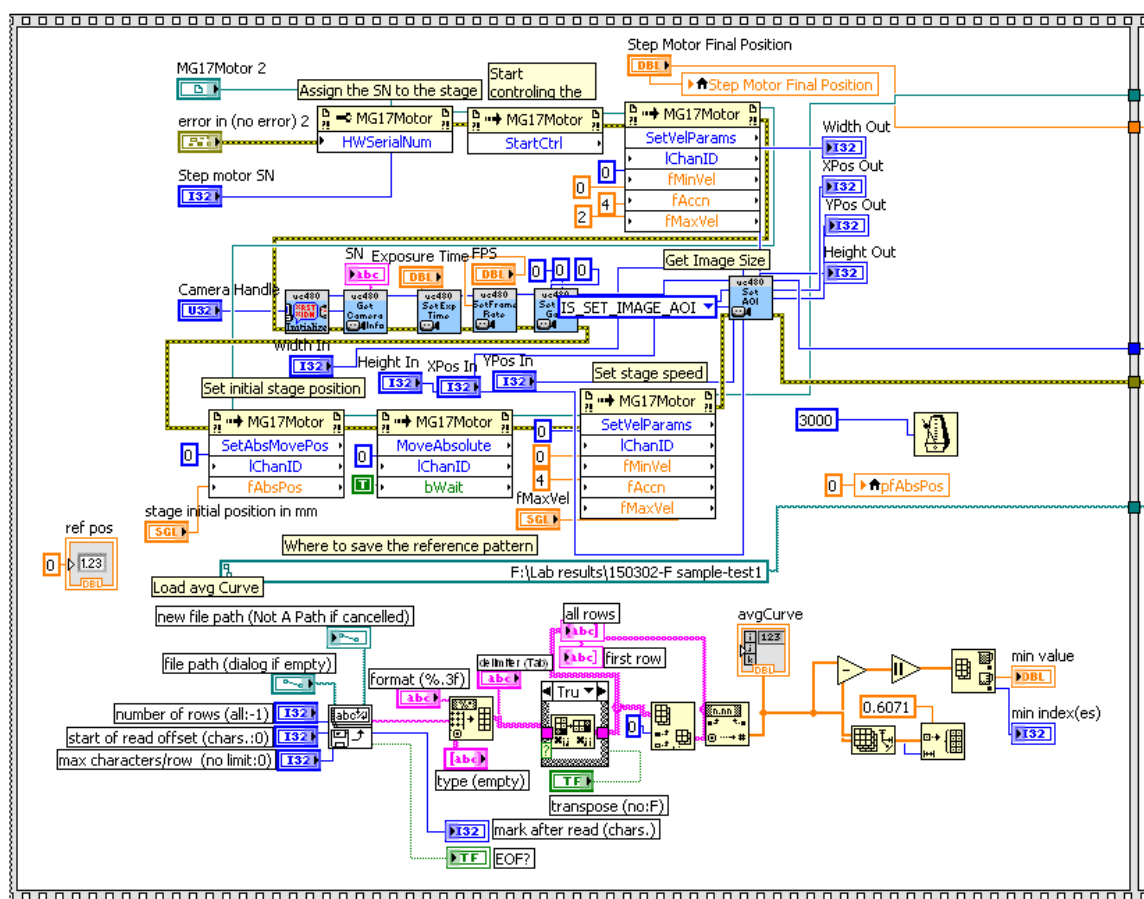 Step Motor Final Position
DBL
Step Motor Final Position
MG17Motor 2
Assign the SN to the stage
Start
controling the
error in (no error) 2
MG17Motor
HWSerialNum
MG17Motor
StartCtrl
MG17Motor
SetVelParams
lChanID
fMinVel
fAccn
fMaxVel
0
0
4
2
Step motor SN
I32
Width Out
I32
XPos Out
I32
YPos Out
I32
Height Out
I32
SN
abc
Exposure Time
DBL
FPS
DBL
0
0
0
Get Image Size
Camera Handle
U32
uc480
Initialize
uc480
Get
Camera
Info
uc480
Set Exp
Time
uc480
SetFrame
Rate
uc480
Set
Ga
IS_SET_IMAGE_AOI
uc480
Set
AOI
Width In
I32
Height In
I32
XPos In
I32
YPos In
I32
Set initial stage position
Set stage speed
MG17Motor
SetAbsMovePos
lChanID
fAbsPos
0
MG17Motor
MoveAbsolute
lChanID
bWait
0
T
MG17Motor
SetVelParams
lChanID
fMinVel
fAccn
fMaxVel
0
0
4
fMaxVel
SGL
3000
0
pfAbsPos
stage initial position in mm
SGL
ref pos
0
1.23
DBL
Where to save the reference pattern
F:\Lab results\150302-F sample-test1
Load avg Curve
new file path (Not A Path if cancelled)
file path (dialog if empty)
number of rows (all:-1)
I32
start of read offset (chars.:0)
I32
max characters/row (no limit:0)
I32
abc
format (%.3f)
abc
delimiter (Tab)
abc
type (empty)
[abc]
all rows
abc]
abc]
first row
Tru
?
TF
transpose (no:F)
0
n.nn
I32
mark after read (chars.)
TF
EOF?
avgCurve
i
j
k
123
DBL
0.6071
min value
DBL
min index(es)
I32